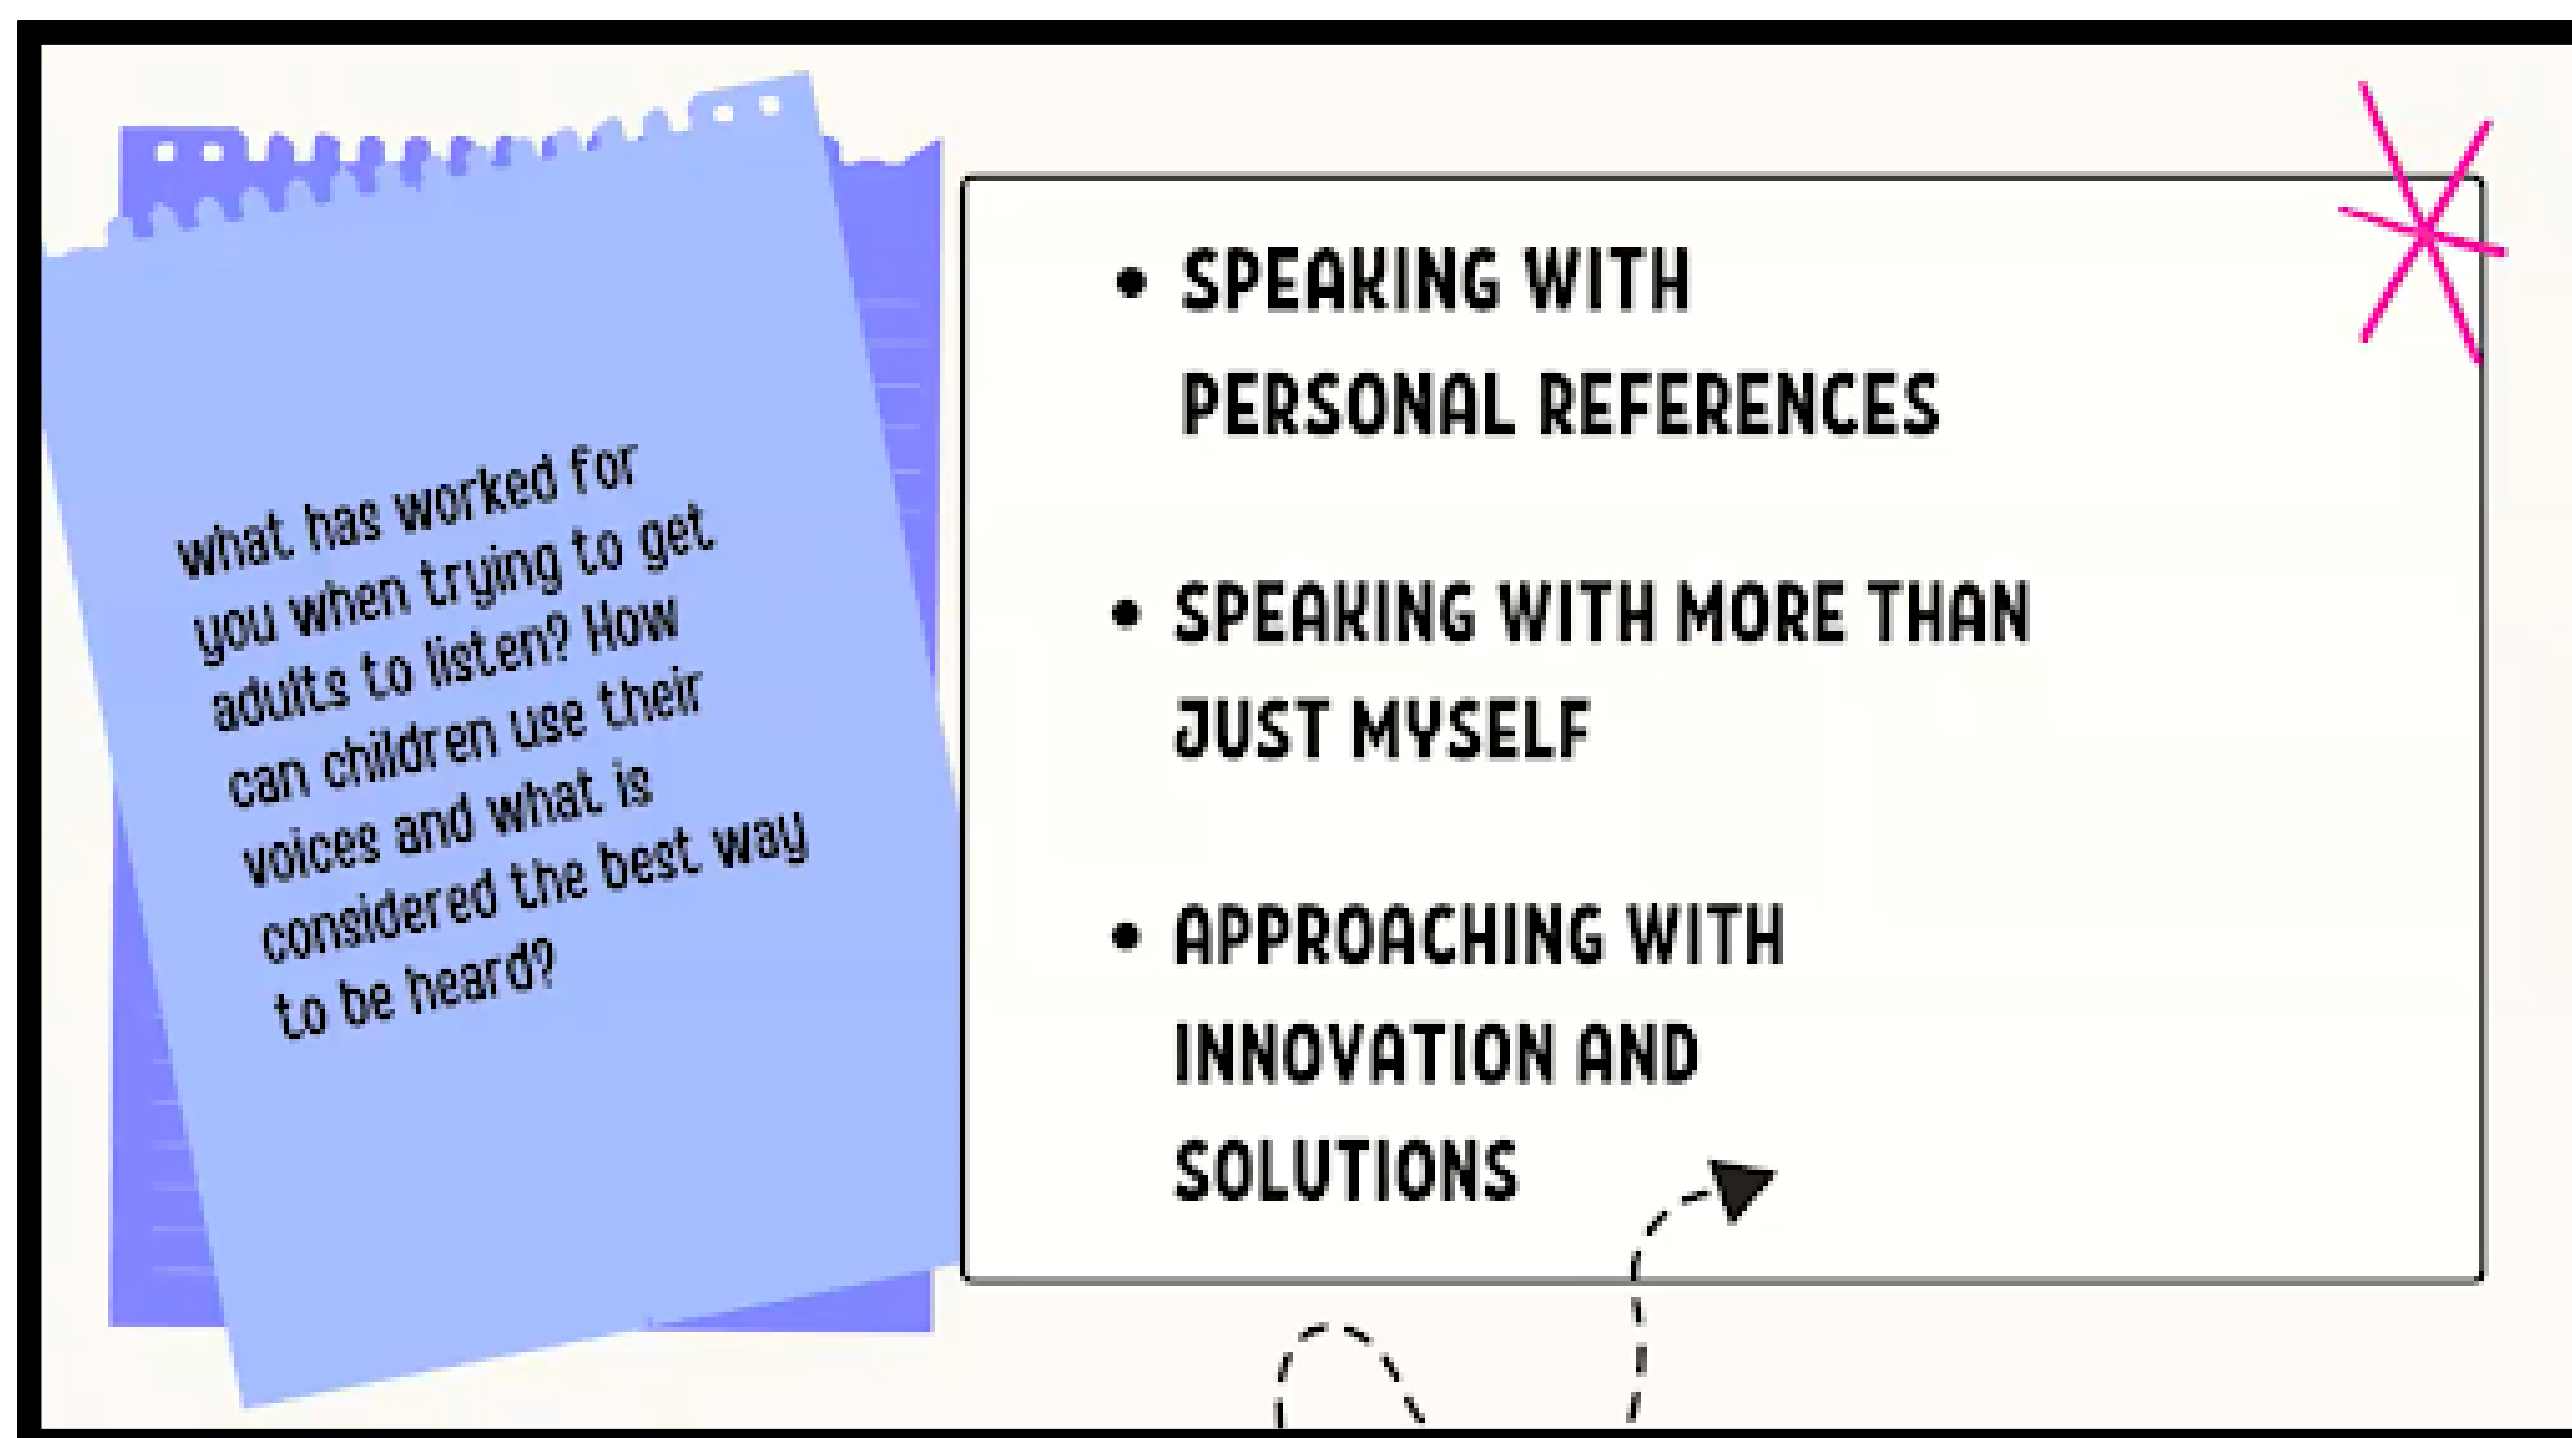 what has worked for
you when trying to get
adults to listen? How
can children use their
voices and what is
considered the best way
to be heard?
• SPEAKING WITH
PERSONAL REFERENCES
• SPEAKING WITH MORE THAN
JUST MYSELF
• APPROACHING WITH
INNOVATION AND
SOLUTIONS